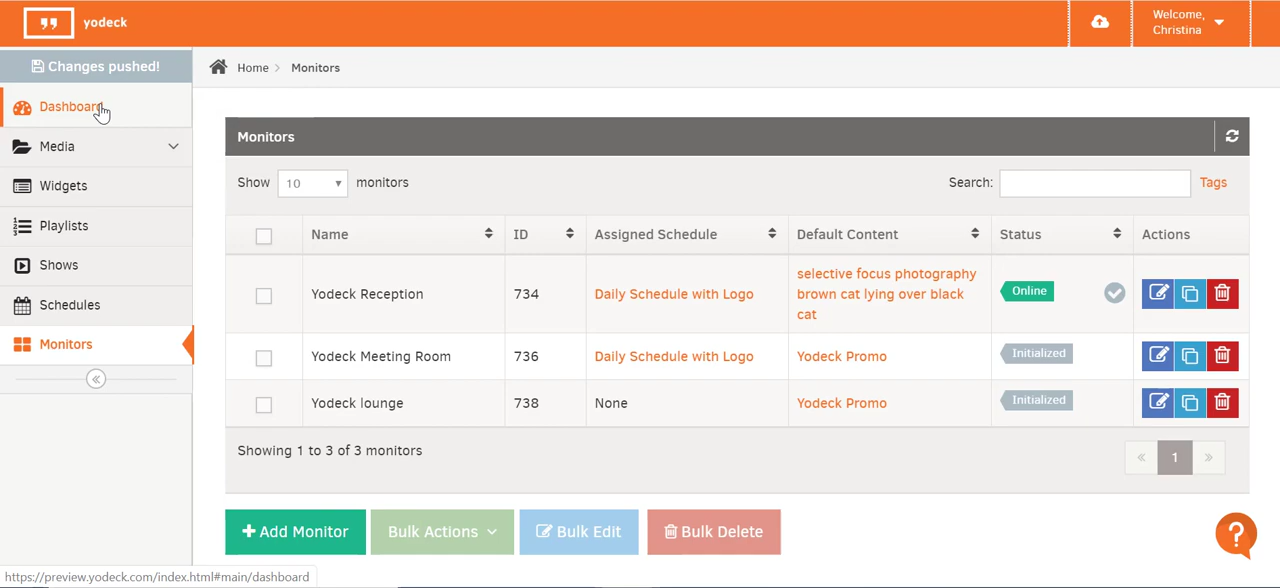 yodeck
Welcome,
Christina
Changes pushed!
Home
Monitors
Dashboard
Media
Widgets
Playlists
Shows
Schedules
Monitors
Monitors
Show 10 monitors
Search: Tags
Name ID Assigned Schedule Default Content Status Actions
Yodeck Reception 734 Daily Schedule with Logo selective focus photography
brown cat lying over black
cat
Online
Yodeck Meeting Room 736 Daily Schedule with Logo Yodeck Promo Initialized
Yodeck lounge 738 None Yodeck Promo Initialized
Showing 1 to 3 of 3 monitors
« 1 »
+ Add Monitor Bulk Actions Bulk Edit Bulk Delete
?
https://preview.yodeck.com/index.html#main/dashboard